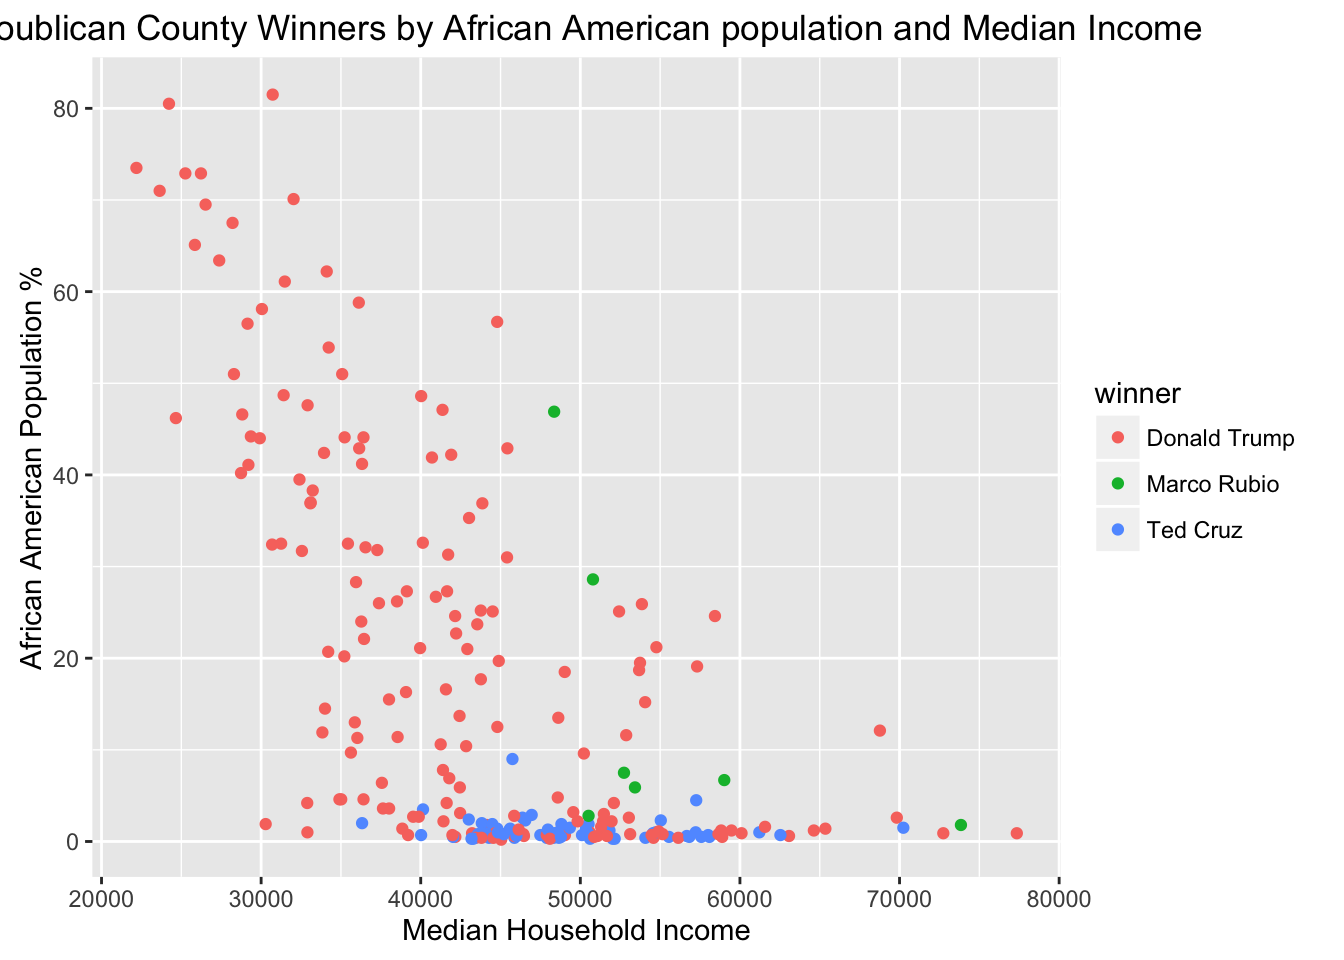 oublican County Winners by African American population and Median Income
80
60
40
20
0
African American Population %
20000 30000 40000 50000 60000 70000 80000
Median Household Income
winner
Donald Trump
Marco Rubio
Ted Cruz